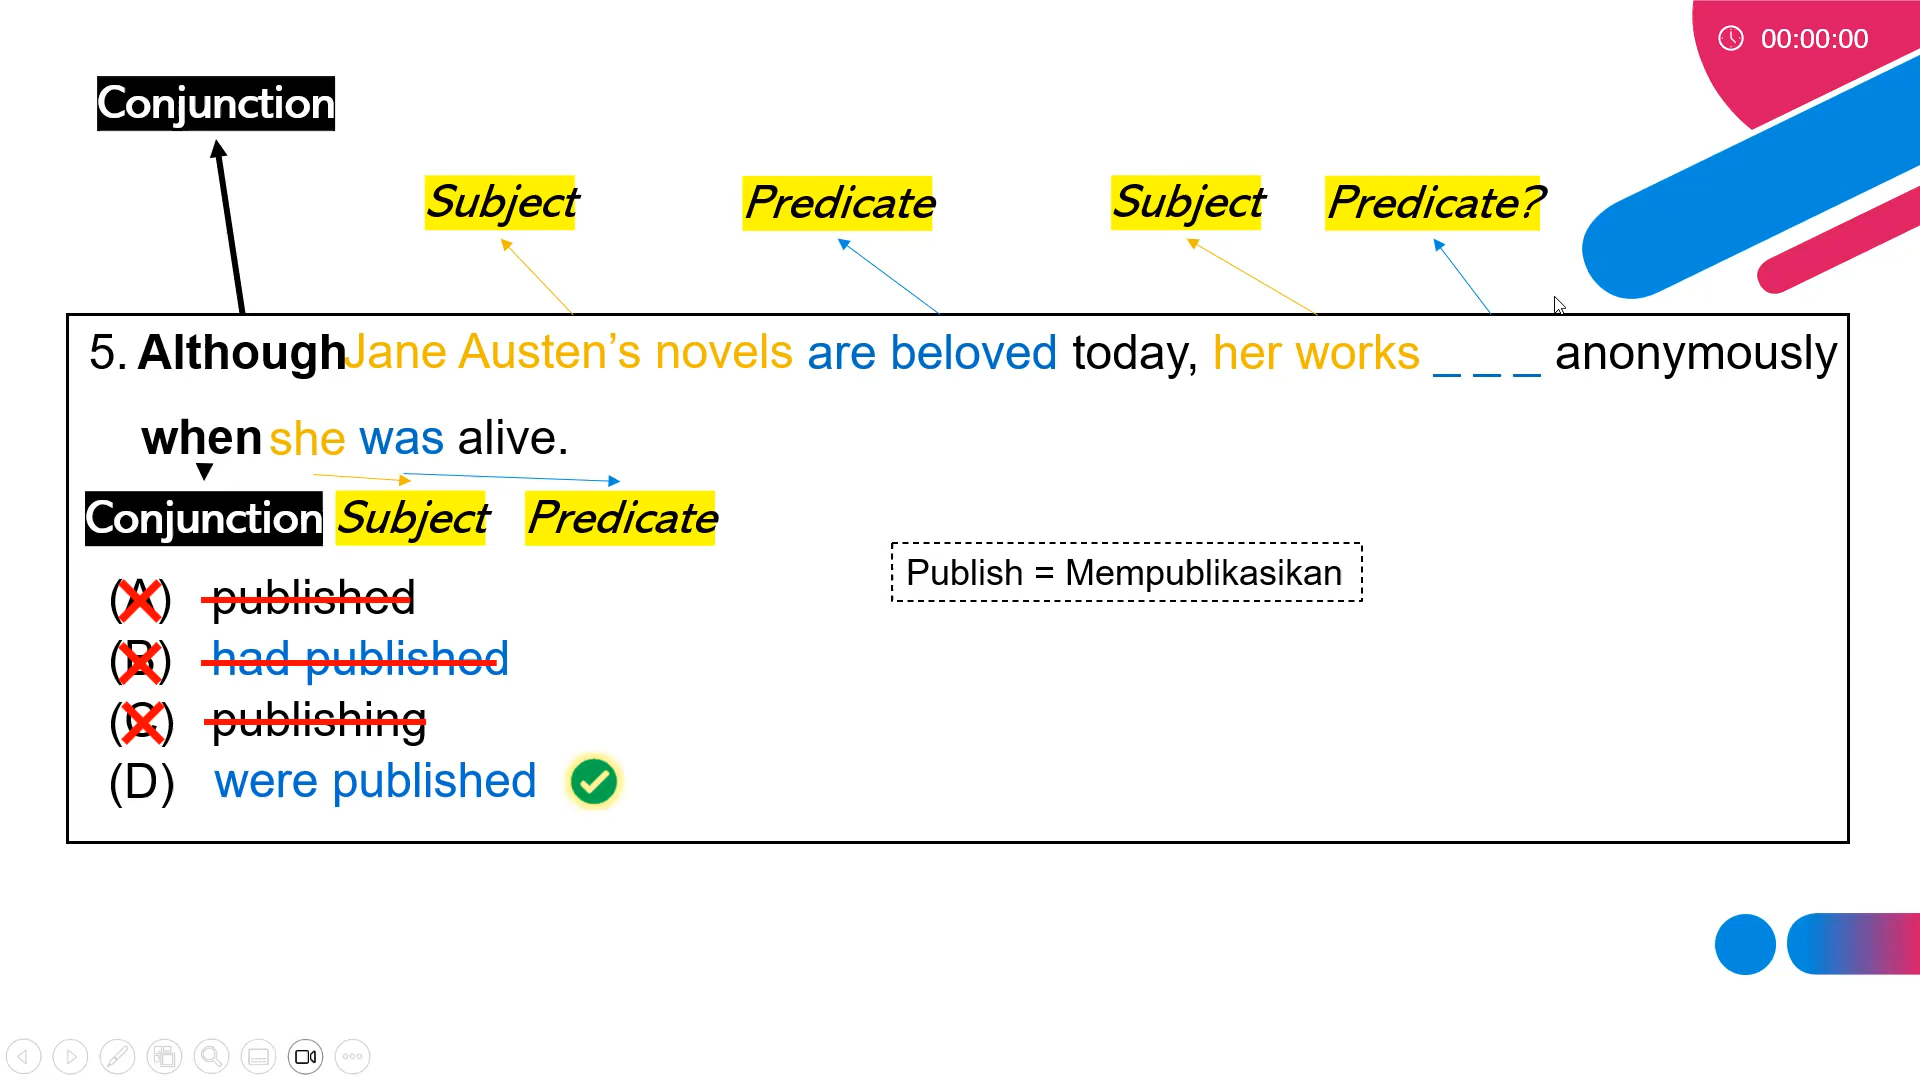 00:00:00
Conjunction
Subject Predicate Subject Predicate?
5. Although Jane Austen’s novels are beloved today, her works _ _ _ anonymously
when she was alive.
Conjunction Subject Predicate
Publish = Mempublikasikan
(A) published
(B) had published
(C) publishing
(D) were published